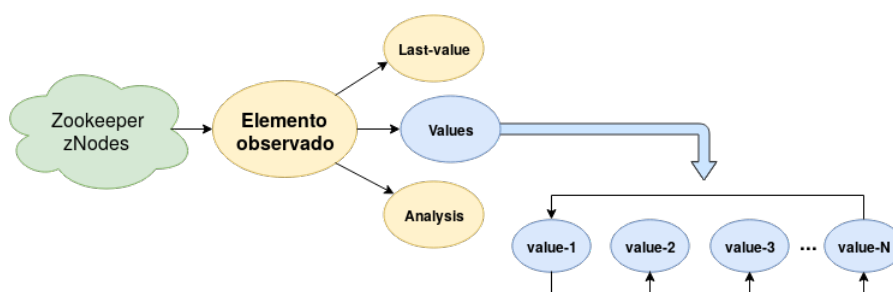 Zookeeper
zNodes
Elemento
observado
Last-value
Values
Analysis
value-1
value-2
value-3
...
value-N